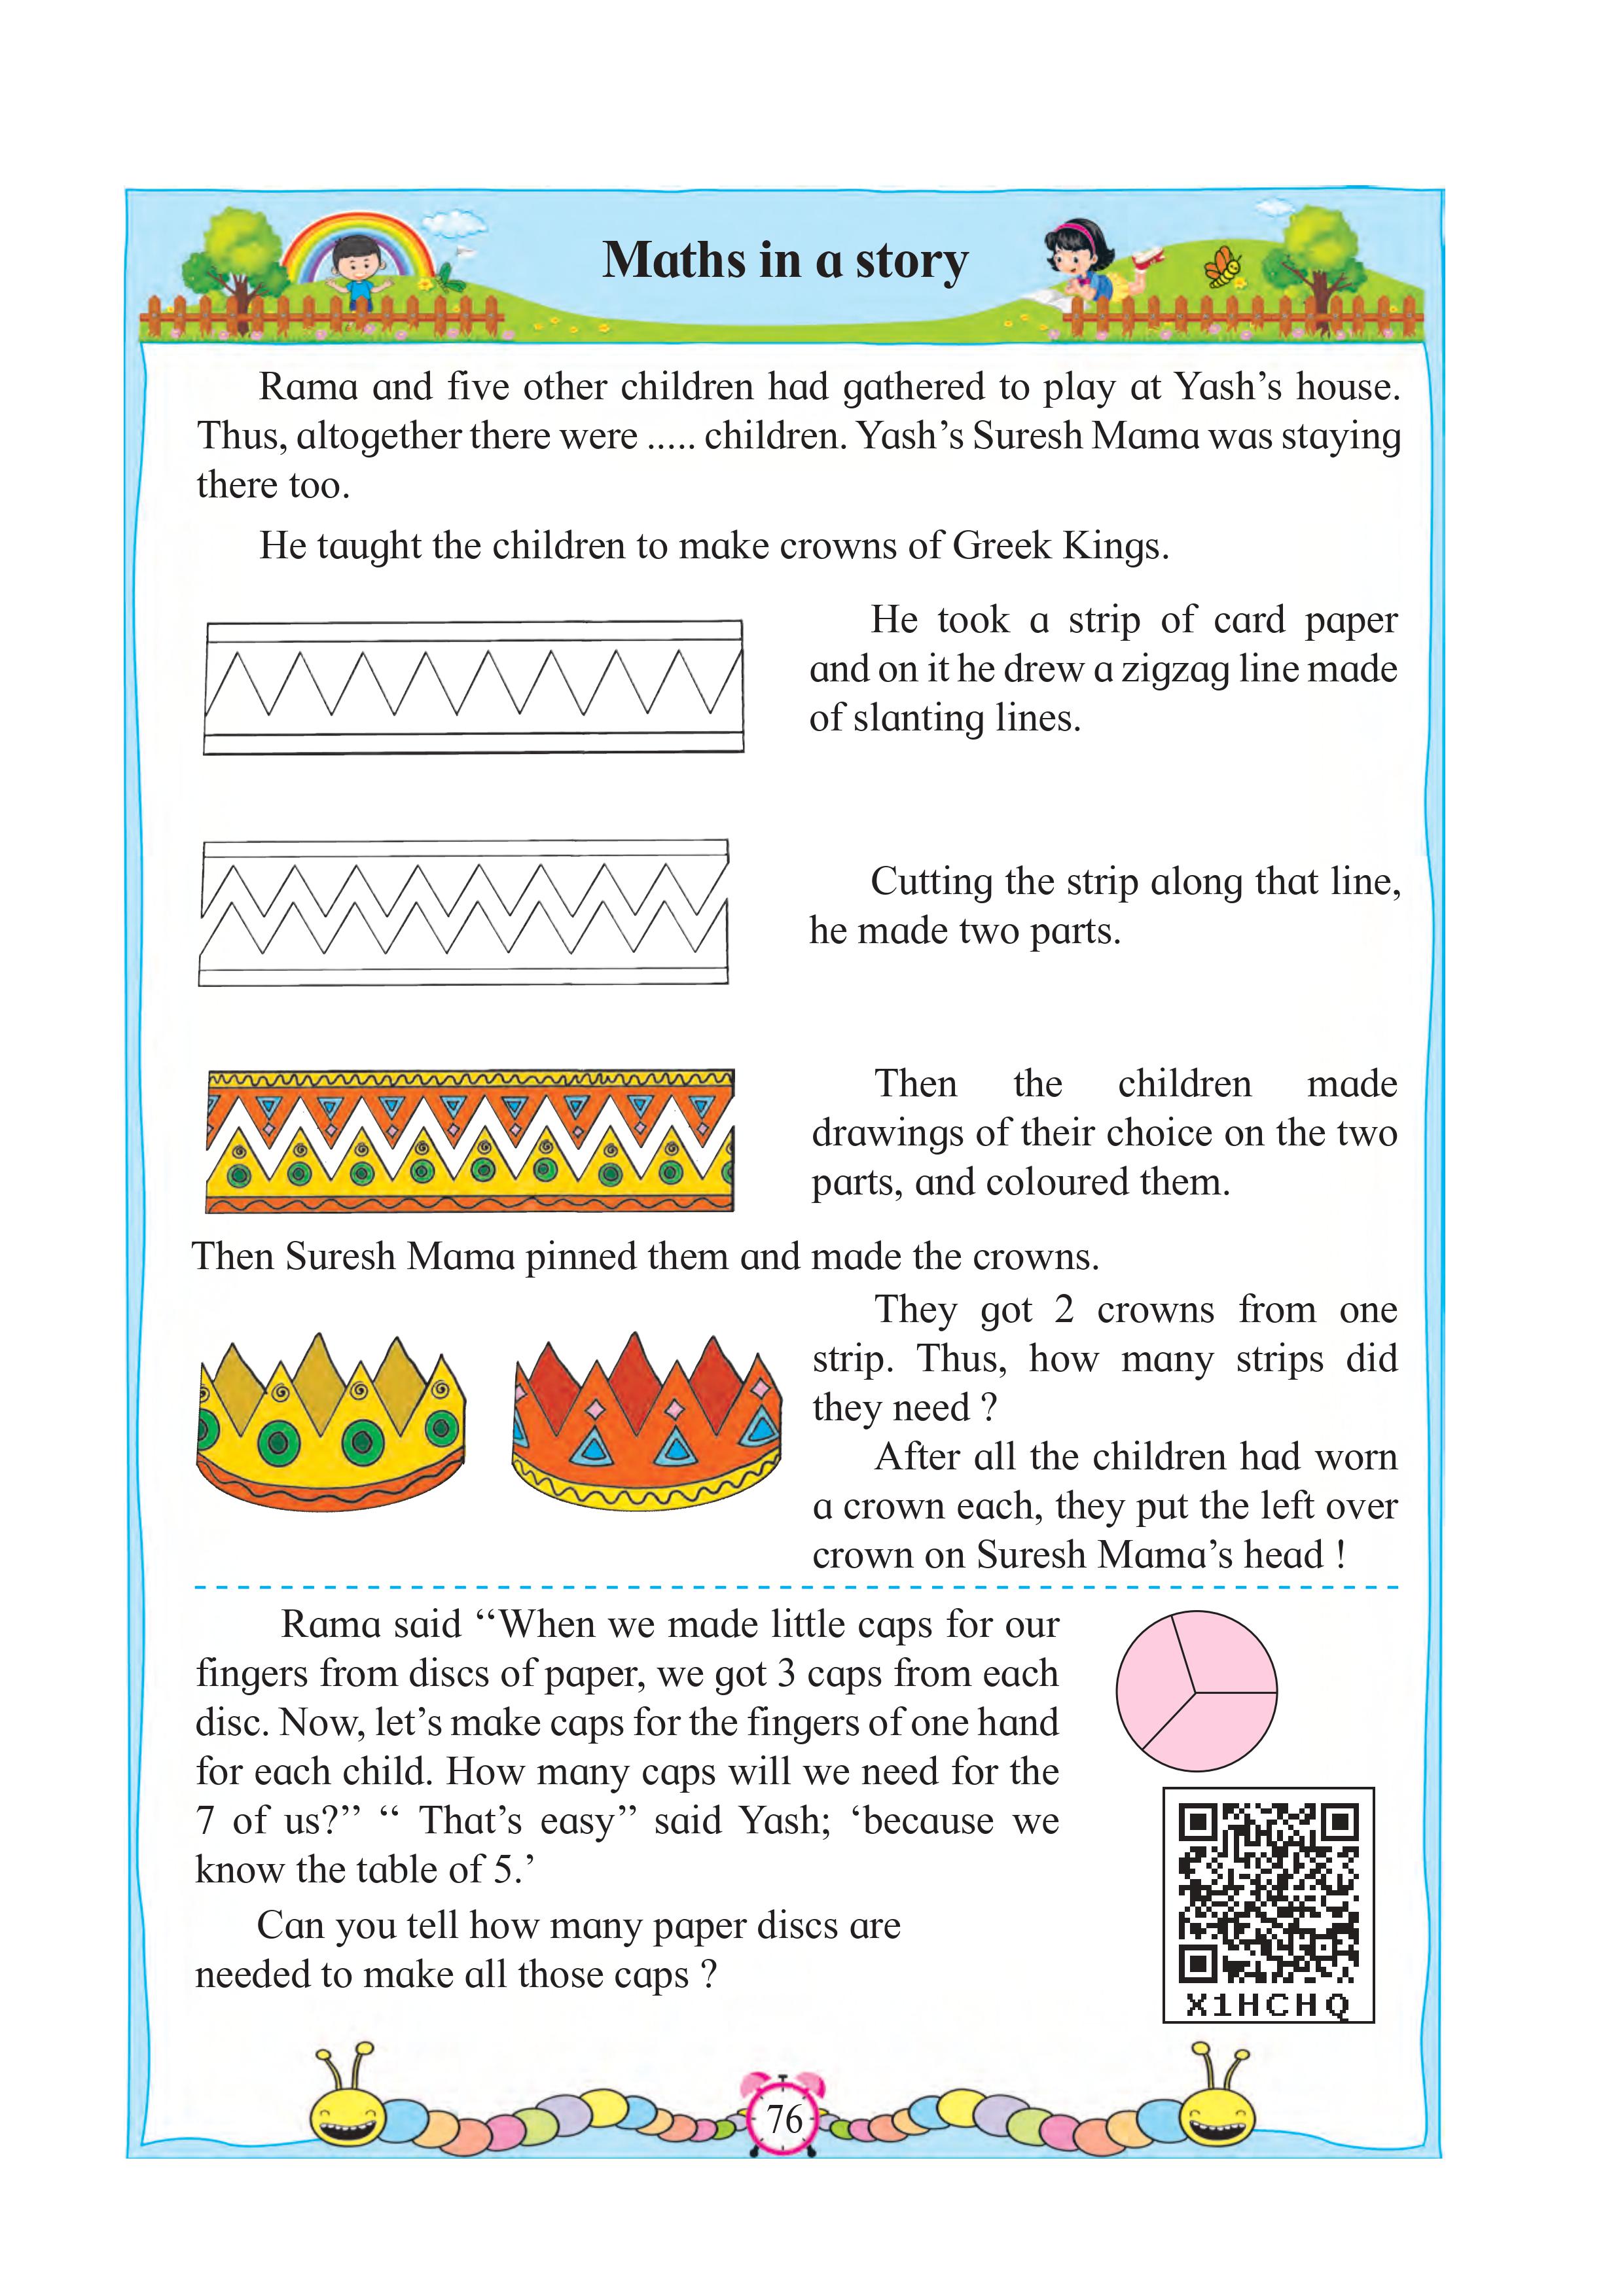 Maths in a story
Rama and five other children had gathered to play at Yash’s house.
Thus, altogether there were ..... children. Yash’s Suresh Mama was staying
there too.
He taught the children to make crowns of Greek Kings.
He took a strip of card paper
and on it he drew a zigzag line made
of slanting lines.
Cutting the strip along that line,
he made two parts.
Then the children made
drawings of their choice on the two
parts, and coloured them.
Then Suresh Mama pinned them and made the crowns.
They got 2 crowns from one
strip. Thus, how many strips did
they need ?
After all the children had worn
a crown each, they put the left over
crown on Suresh Mama’s head !
Rama said ‘‘When we made little caps for our
fingers from discs of paper, we got 3 caps from each
disc. Now, let’s make caps for the fingers of one hand
for each child. How many caps will we need for the
7 of us?’’ ‘‘ That’s easy’’ said Yash; ‘because we
know the table of 5.’
Can you tell how many paper discs are
needed to make all those caps ?
X1HCHQ
76